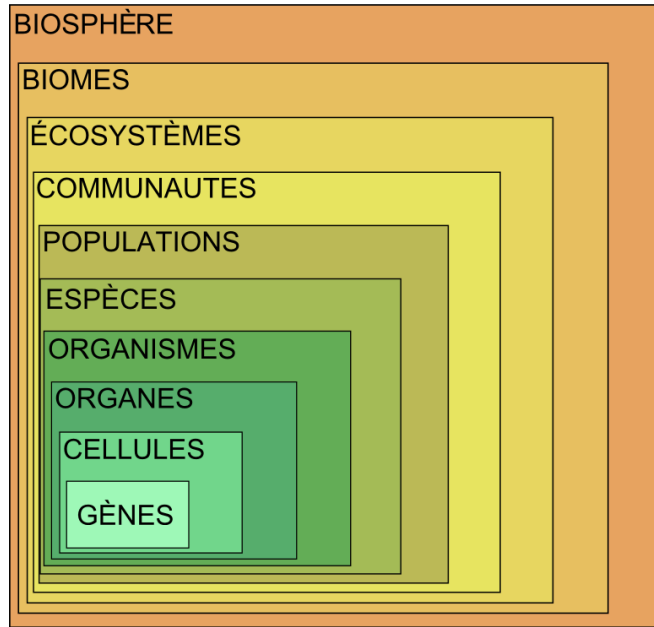 BIOSPHÈRE
BIOMES
ÉCOSYSTÈMES
COMMUNAUTES
POPULATIONS
ESPÈCES
ORGANISMES
ORGANES
CELLULES
GÈNES